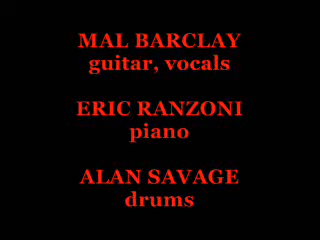 MAL BARCLAY
guitar, vocals
ERIC RANZONI
piano
ALAN SAVAGE
drums